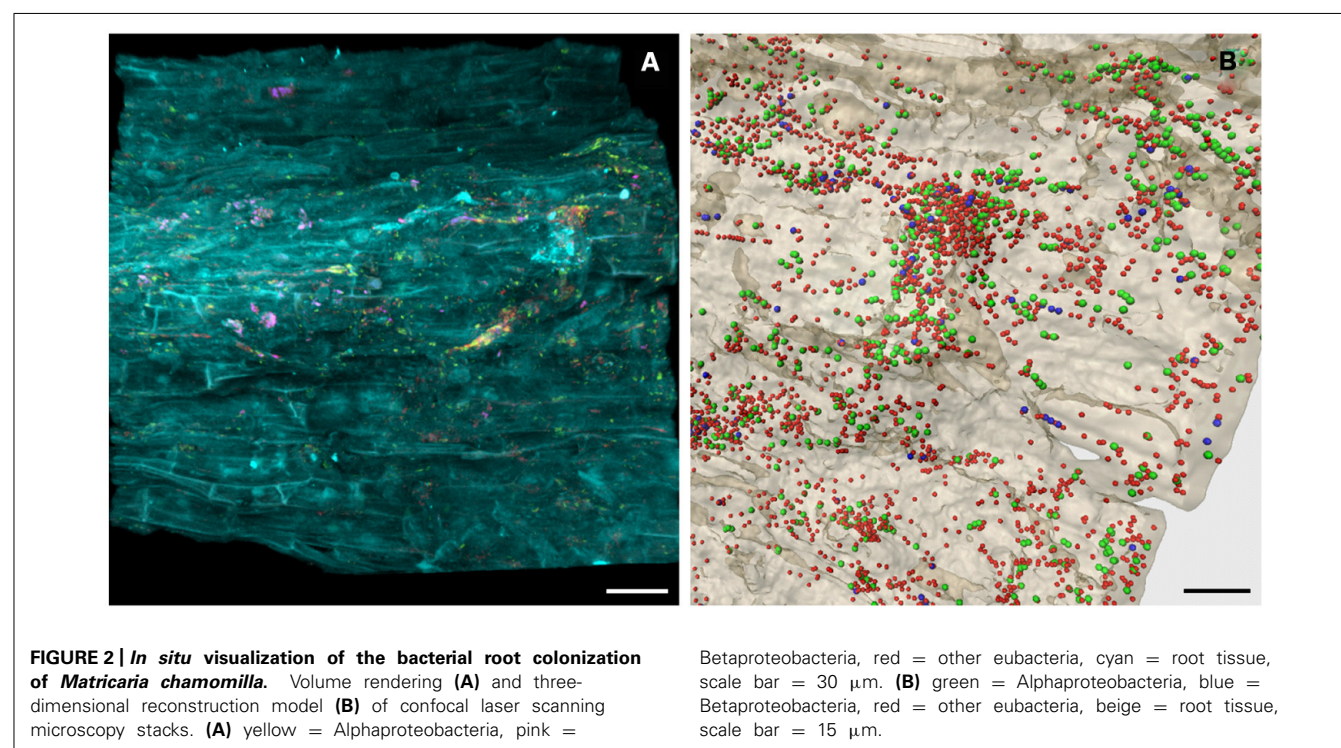 A
B
FIGURE 2 | In situ visualization of the bacterial root colonization
of Matricaria chamomilla. Volume rendering (A) and three-
dimensional reconstruction model (B) of confocal laser scanning
microscopy stacks. (A) yellow = Alphaproteobacteria, pink =
Betaproteobacteria, red = other eubacteria, cyan = root tissue,
scale bar = 30 μm. (B) green = Alphaproteobacteria, blue =
Betaproteobacteria, red = other eubacteria, beige = root tissue,
scale bar = 15 μm.